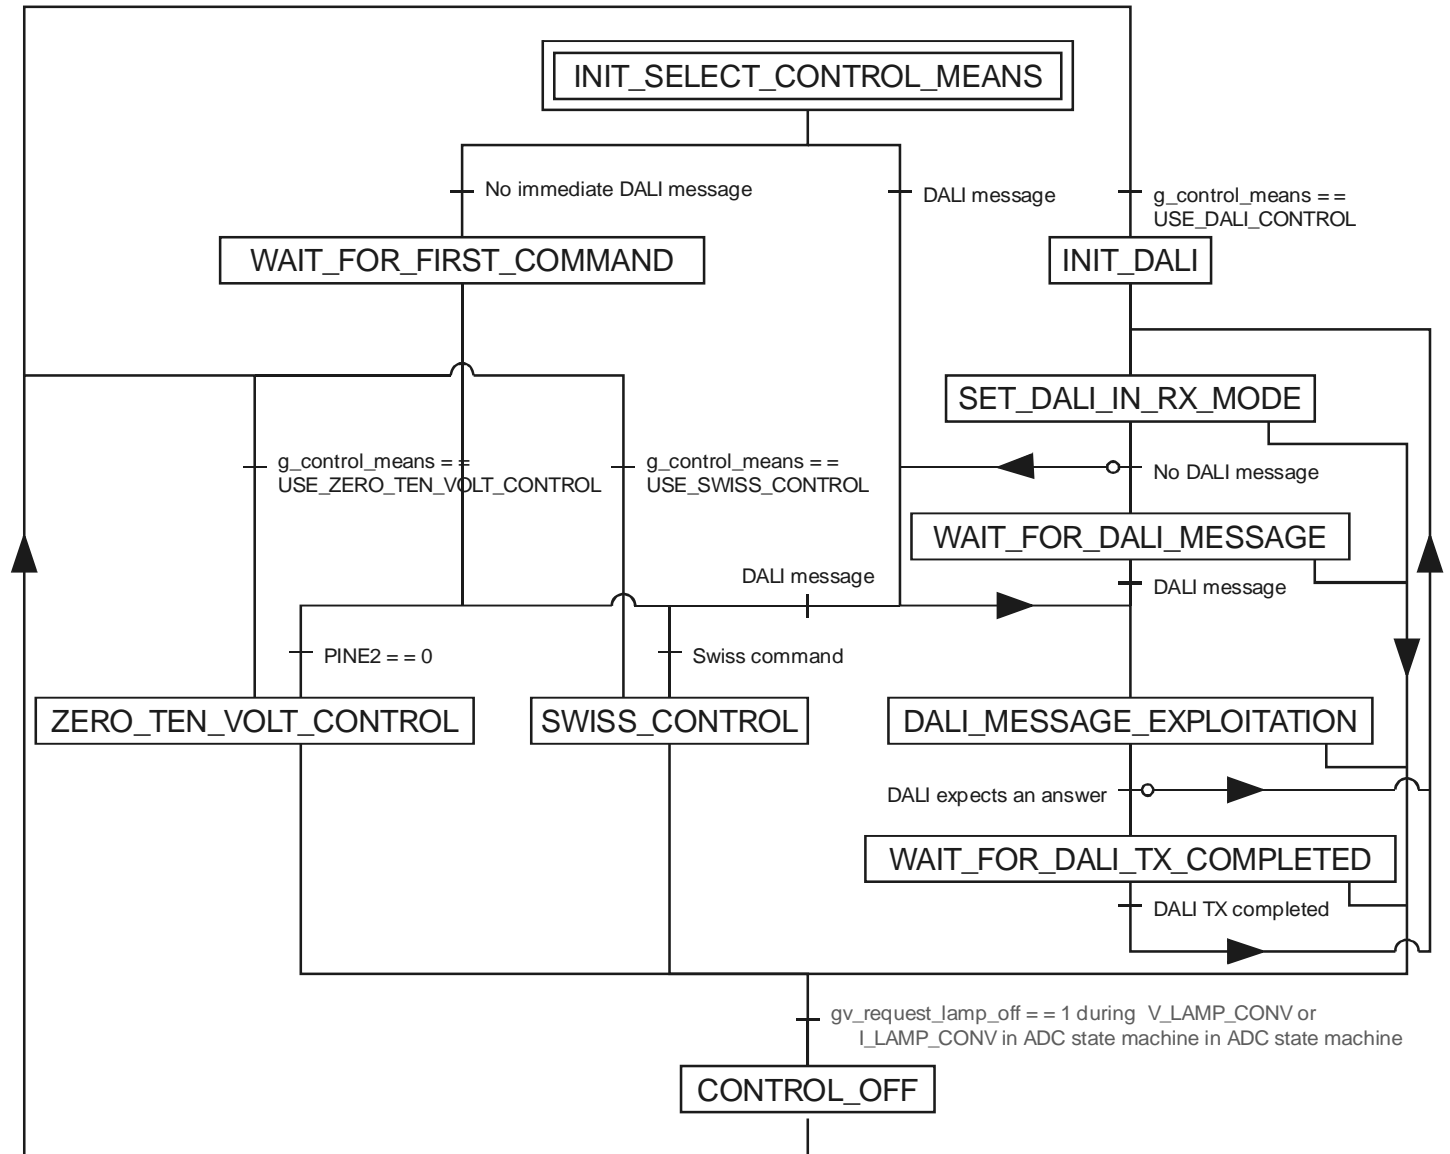 INIT_SELECT_CONTROL_MEANS
No immediate DALI message
DALI message
g_control_means = =
USE_DALI_CONTROL
WAIT_FOR_FIRST_COMMAND
INIT_DALI
SET_DALI_IN_RX_MODE
g_control_means = =
USE_ZERO_TEN_VOLT_CONTROL
g_control_means = =
USE_SWISS_CONTROL
No DALI message
WAIT_FOR_DALI_MESSAGE
DALI message
DALI message
PINE2 = = 0
Swiss command
ZERO_TEN_VOLT_CONTROL
SWISS_CONTROL
DALI_MESSAGE_EXPLOITATION
DALI expects an answer
WAIT_FOR_DALI_TX_COMPLETED
DALI TX completed
gv_request_lamp_off = = 1 during V_LAMP_CONV or
I_LAMP_CONV in ADC state machine in ADC state machine
CONTROL_OFF